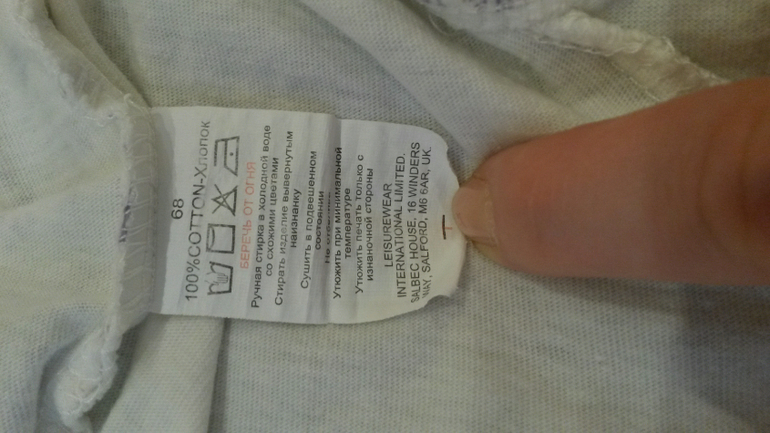 100%COTTON-Хлопок
68
БЕРЕЧЬ ОТ ОГНЯ
Ручная стирка в холодной воде
со схожими цветами
Стирать изделие вывернутым
наизнанку
Сушить в подвешенном
состоянии
Не
Утюжить при минимальной
температуре
Утюжить печать только с
изнаночной стороны
LEISUREWEAR
INTERNATIONAL LIMITED.
SALBEC HOUSE, 16 WINDERS
WAY, SALFORD, M6 6AR, UK.